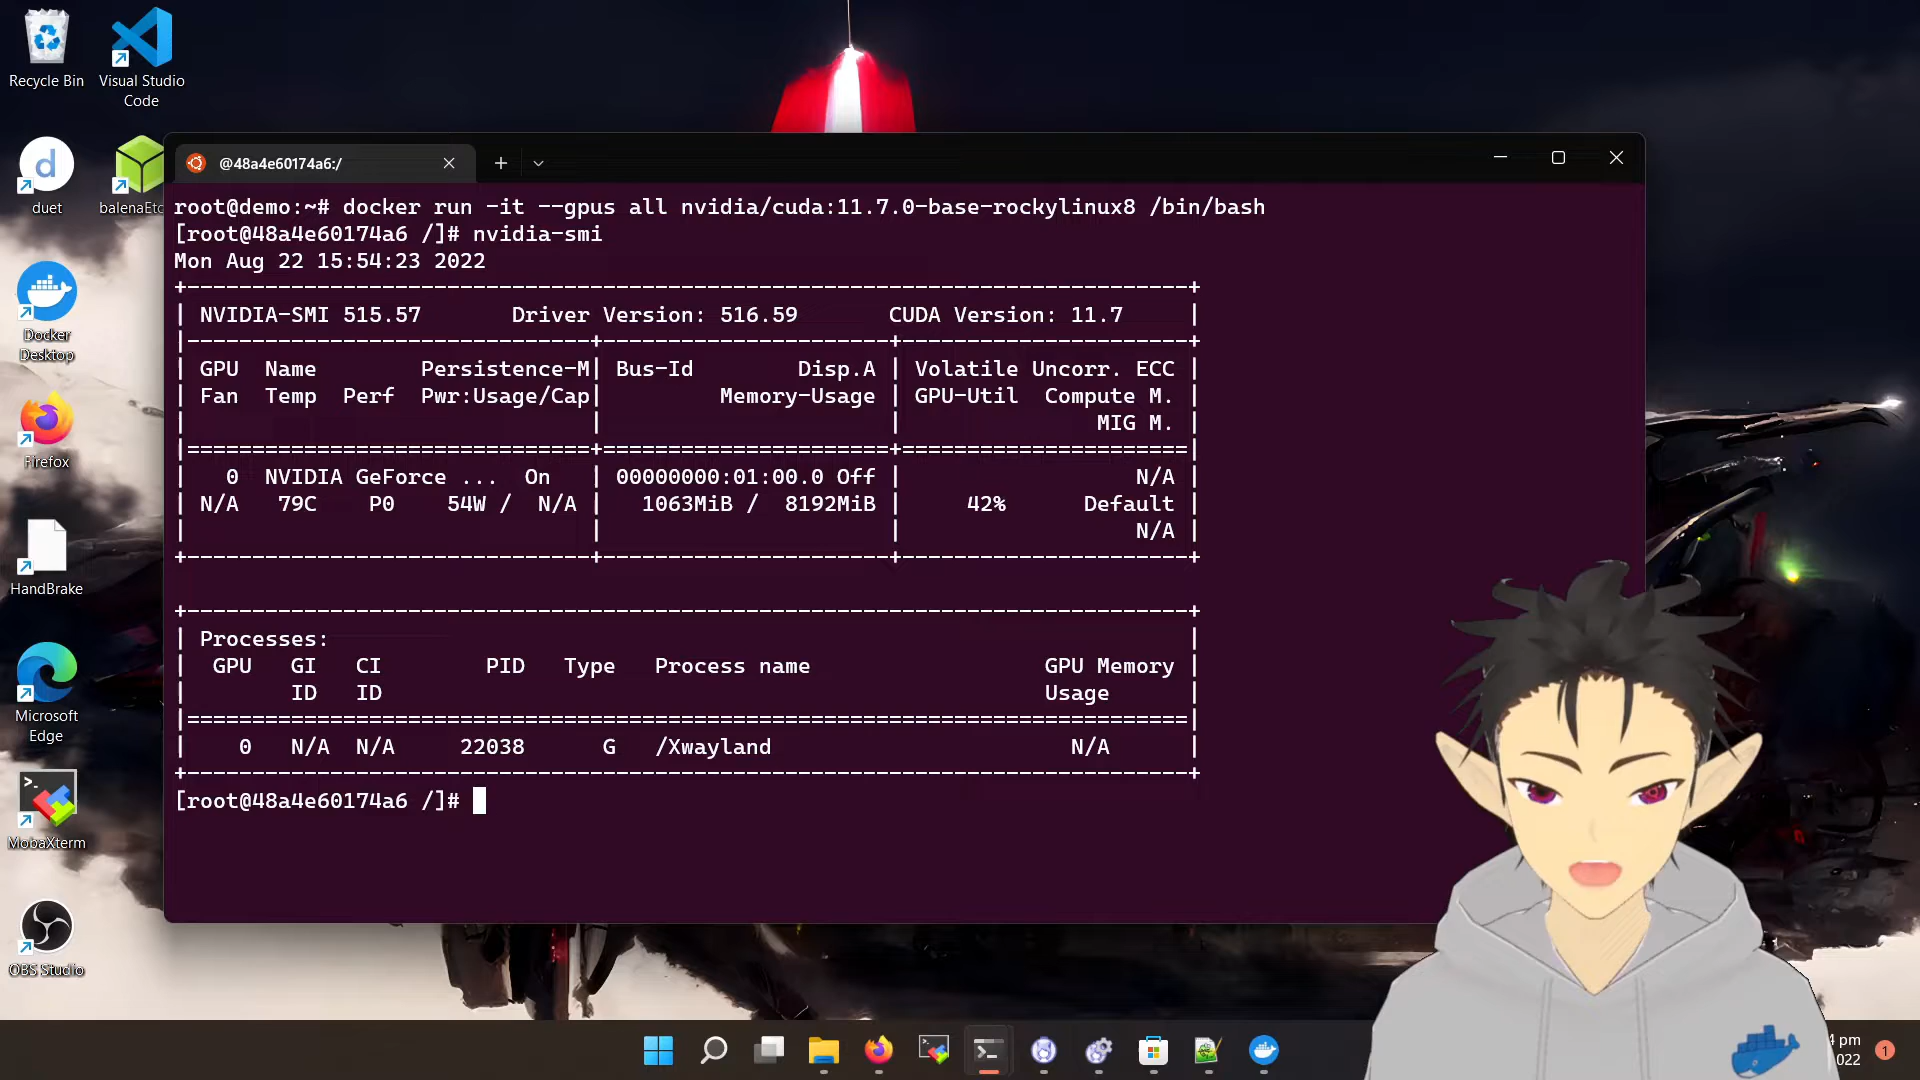 Recycle Bin
Visual Studio
Code
d
duet
@48a4e60174a6:/
root@demo:~# docker run -it --gpus all nvidia/cuda:11.7.0-base-rockylinux8 /bin/bash
[root@48a4e60174a6 /]# nvidia-smi
Mon Aug 22 15:54:23 2022
+-----------------------------------------------------------------------------+
| NVIDIA-SMI 515.57       Driver Version: 516.59       CUDA Version: 11.7     |
|-------------------------------+----------------------+----------------------+
| GPU  Name        Persistence-M| Bus-Id        Disp.A | Volatile Uncorr. ECC |
| Fan  Temp  Perf  Pwr:Usage/Cap|         Memory-Usage | GPU-Util  Compute M. |
|                               |                      |               MIG M. |
|===============================+======================+======================|
|   0  NVIDIA GeForce ...  On   | 00000000:01:00.0 Off |                  N/A |
| N/A   79C    P0    54W /  N/A |   1063MiB /  8192MiB |     42%      Default |
|                               |                      |                  N/A |
+-------------------------------+----------------------+----------------------+
+-----------------------------------------------------------------------------+
| Processes:                                                                  |
|  GPU   GI   CI        PID   Type   Process name                  GPU Memory |
|        ID   ID                                                   Usage      |
|=============================================================================|
|    0   N/A  N/A     22038      G   /Xwayland                       N/A      |
+-----------------------------------------------------------------------------+
[root@48a4e60174a6 /]#
Docker
Desktop
Firefox
HandBrake
Microsoft
Edge
MobaXterm
OBS Studio
pm
022
1